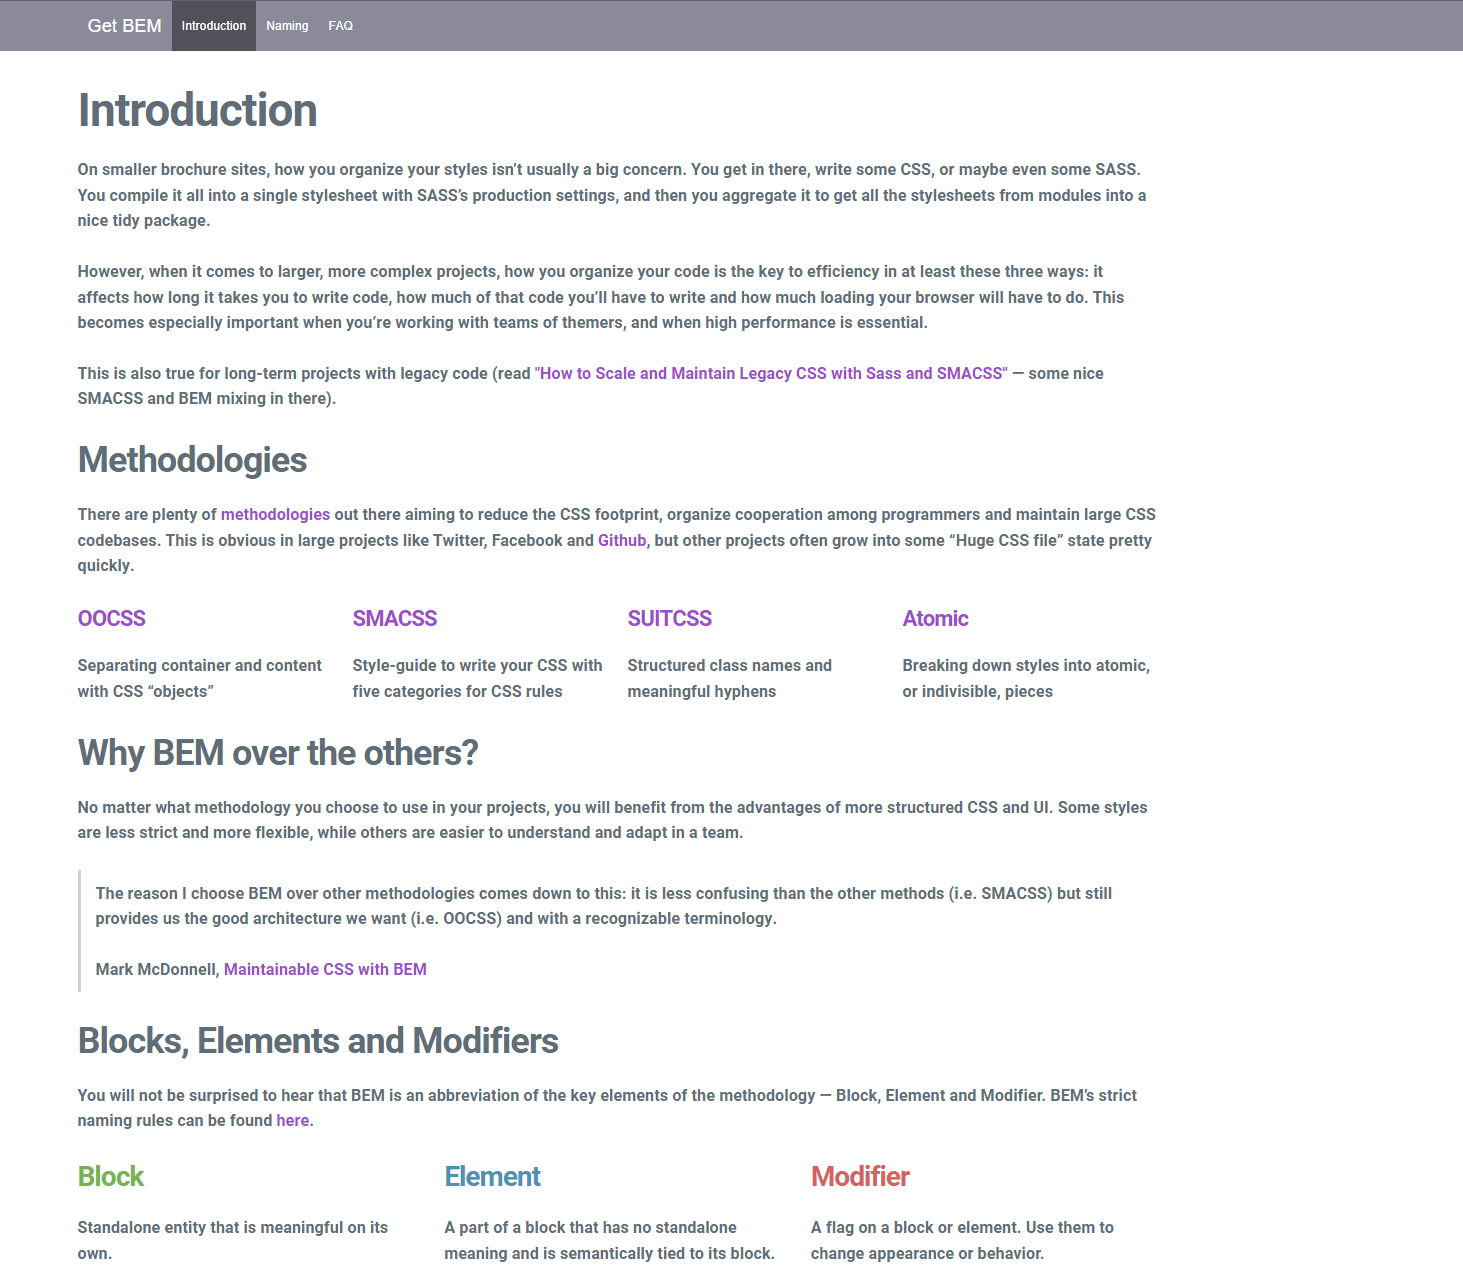 Get BEM Introduction Naming FAQ
Introduction
On smaller brochure sites, how you organize your styles isn’t usually a big concern. You get in there, write some CSS, or maybe even some SASS.
You compile it all into a single stylesheet with SASS’s production settings, and then you aggregate it to get all the stylesheets from modules into a
nice tidy package.
However, when it comes to larger, more complex projects, how you organize your code is the key to efficiency in at least these three ways: it
affects how long it takes you to write code, how much of that code you’ll have to write and how much loading your browser will have to do. This
becomes especially important when you’re working with teams of themers, and when high performance is essential.
This is also true for long-term projects with legacy code (read "How to Scale and Maintain Legacy CSS with Sass and SMACSS" — some nice
SMACSS and BEM mixing in there).
Methodologies
There are plenty of methodologies out there aiming to reduce the CSS footprint, organize cooperation among programmers and maintain large CSS
codebases. This is obvious in large projects like Twitter, Facebook and Github, but other projects often grow into some “Huge CSS file” state pretty
quickly.
OOCSS
Separating container and content
with CSS “objects”
SMACSS
Style-guide to write your CSS with
five categories for CSS rules
SUITCSS
Structured class names and
meaningful hyphens
Atomic
Breaking down styles into atomic,
or indivisible, pieces
Why BEM over the others?
No matter what methodology you choose to use in your projects, you will benefit from the advantages of more structured CSS and UI. Some styles
are less strict and more flexible, while others are easier to understand and adapt in a team.
The reason I choose BEM over other methodologies comes down to this: it is less confusing than the other methods (i.e. SMACSS) but still
provides us the good architecture we want (i.e. OOCSS) and with a recognizable terminology.
Mark McDonnell, Maintainable CSS with BEM
Blocks, Elements and Modifiers
You will not be surprised to hear that BEM is an abbreviation of the key elements of the methodology — Block, Element and Modifier. BEM’s strict
naming rules can be found here.
Block
Standalone entity that is meaningful on its
own.
Element
A part of a block that has no standalone
meaning and is semantically tied to its block.
Modifier
A flag on a block or element. Use them to
change appearance or behavior.